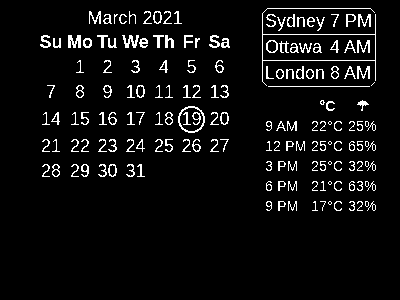 March 2021
Su Mo Tu We Th Fr Sa
1 2 3 4 5 6
7 8 9 10 11 12 13
14 15 16 17 18 19 20
21 22 23 24 25 26 27
28 29 30 31
Sydney 7 PM
Ottawa 4 AM
London 8 AM
°C ☂
9 AM 22°C 25%
12 PM 25°C 65%
3 PM 25°C 32%
6 PM 21°C 63%
9 PM 17°C 32%